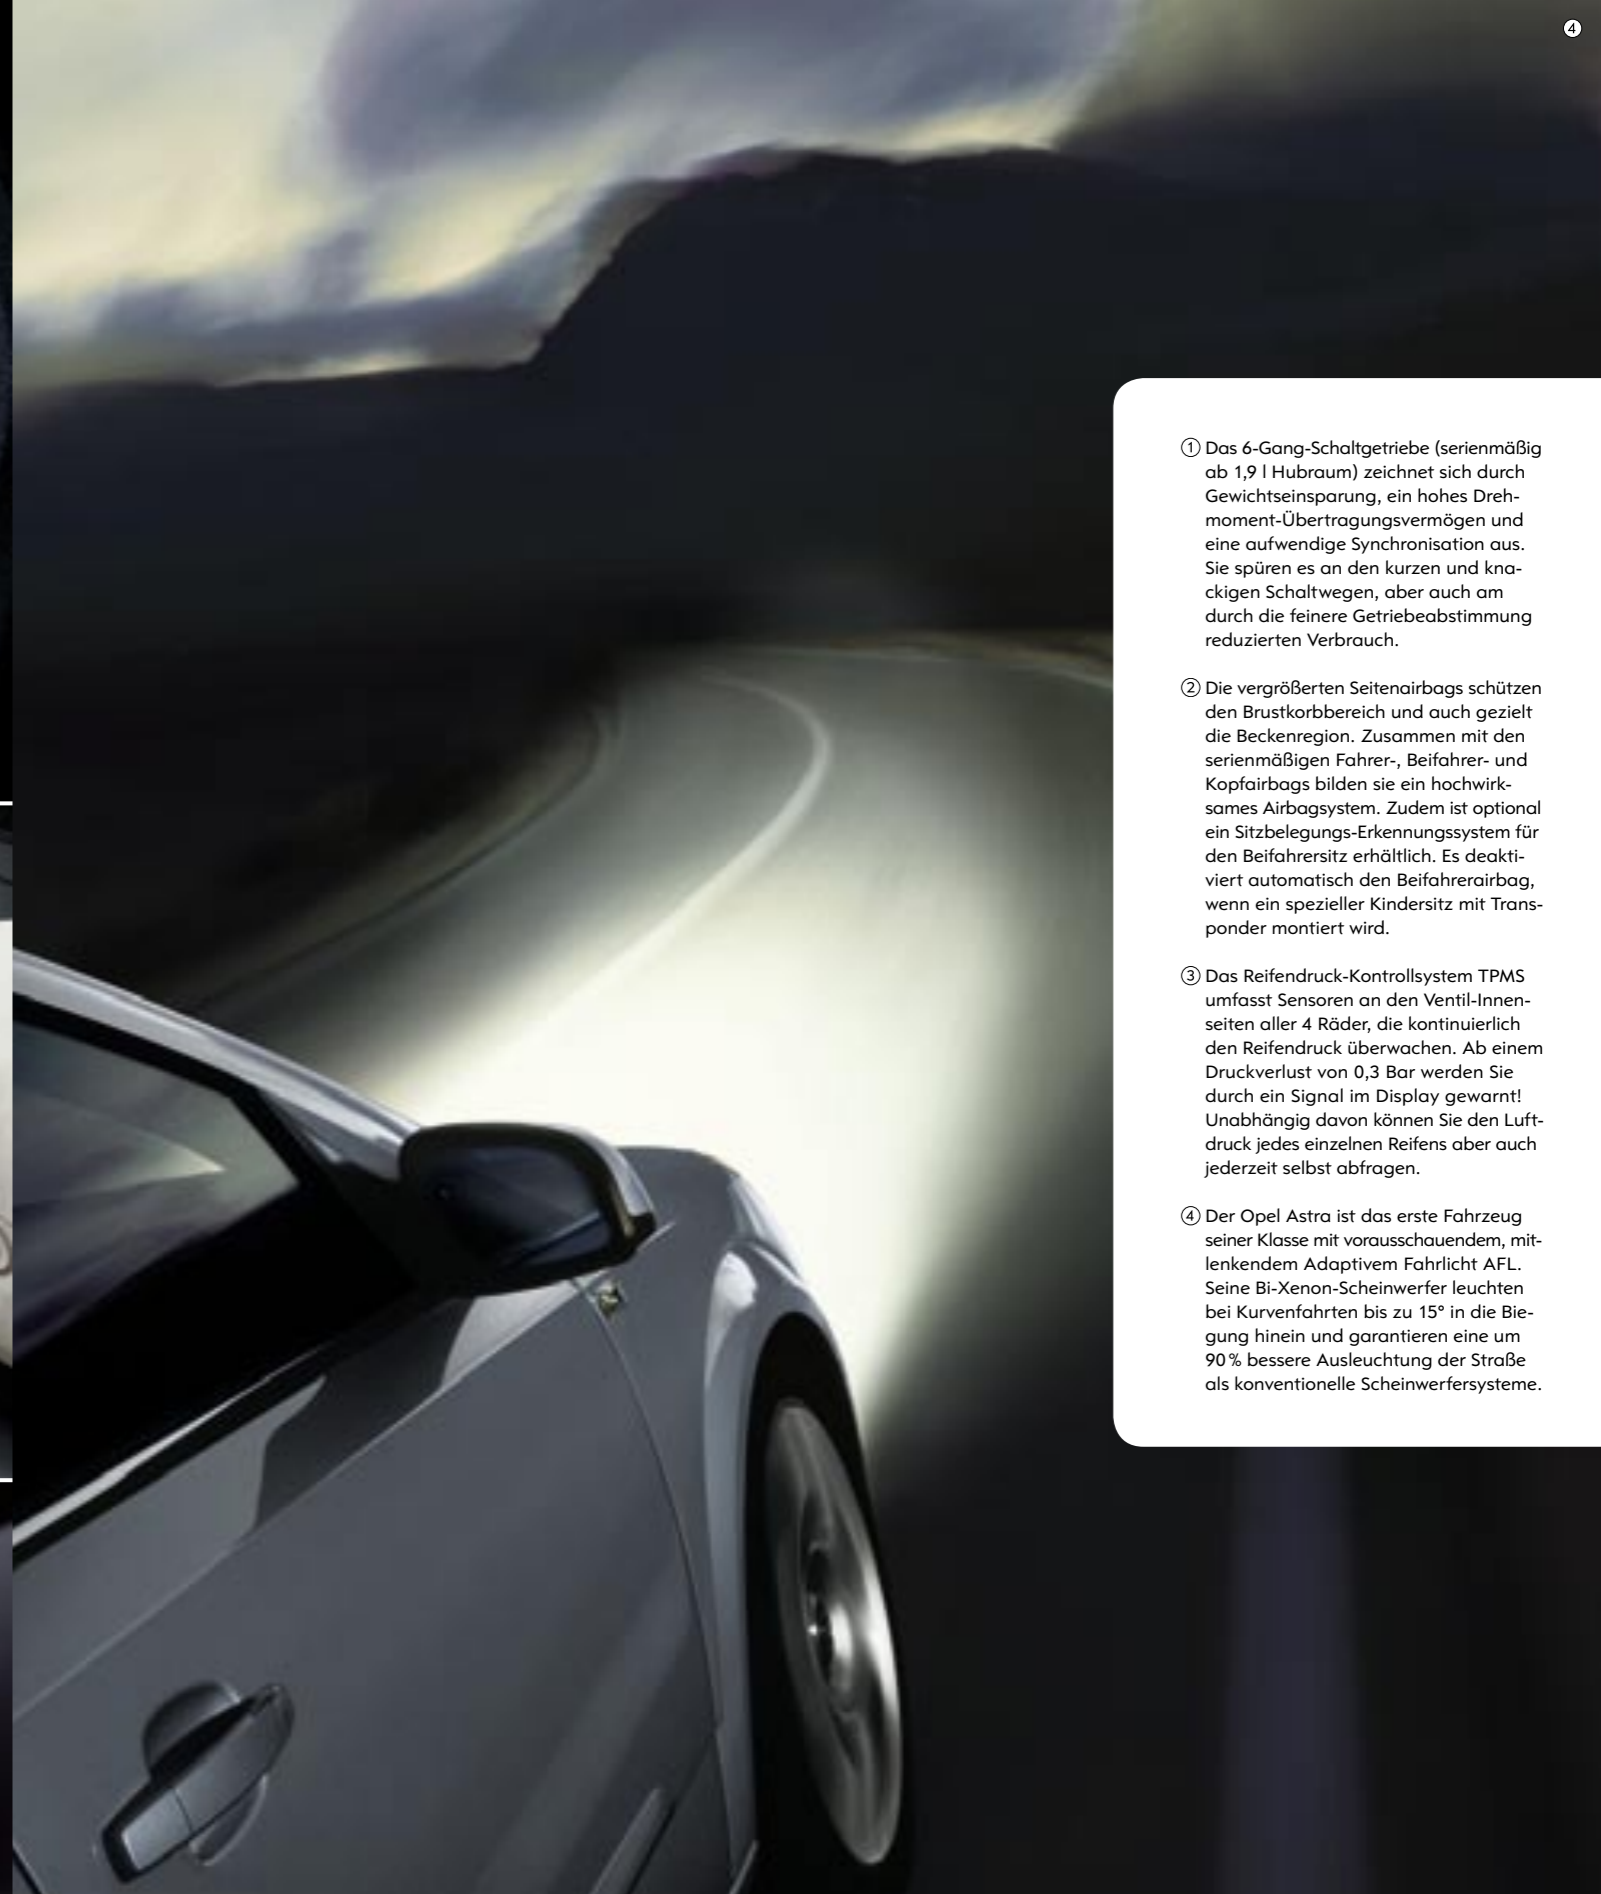 ④
① Das 6-Gang-Schaltgetriebe (serienmäßig
ab 1,9 l Hubraum) zeichnet sich durch
Gewichtseinsparung, ein hohes Dreh-
moment-Übertragungsvermögen und
eine aufwendige Synchronisation aus.
Sie spüren es an den kurzen und kna-
ckigen Schaltwegen, aber auch am
durch die feinere Getriebeabstimmung
reduzierten Verbrauch.
② Die vergrößerten Seitenairbags schützen
den Brustkorbbereich und auch gezielt
die Beckenregion. Zusammen mit den
serienmäßigen Fahrer-, Beifahrer- und
Kopfairbags bilden sie ein hochwirk-
sames Airbagsystem. Zudem ist optional
ein Sitzbelegungs-Erkennungssystem für
den Beifahrersitz erhältlich. Es deakti-
viert automatisch den Beifahrerairbag,
wenn ein spezieller Kindersitz mit Trans-
ponder montiert wird.
③ Das Reifendruck-Kontrollsystem TPMS
umfasst Sensoren an den Ventil-Innen-
seiten aller 4 Räder, die kontinuierlich
den Reifendruck überwachen. Ab einem
Druckverlust von 0,3 Bar werden Sie
durch ein Signal im Display gewarnt!
Unabhängig davon können Sie den Luft-
druck jedes einzelnen Reifens aber auch
jederzeit selbst abfragen.
④ Der Opel Astra ist das erste Fahrzeug
seiner Klasse mit vorausschauendem, mit-
lenkendem Adaptivem Fahrlicht AFL.
Seine Bi-Xenon-Scheinwerfer leuchten
bei Kurvenfahrten bis zu 15° in die Bie-
gung hinein und garantieren eine um
90 % bessere Ausleuchtung der Straße
als konventionelle Scheinwerfersysteme.